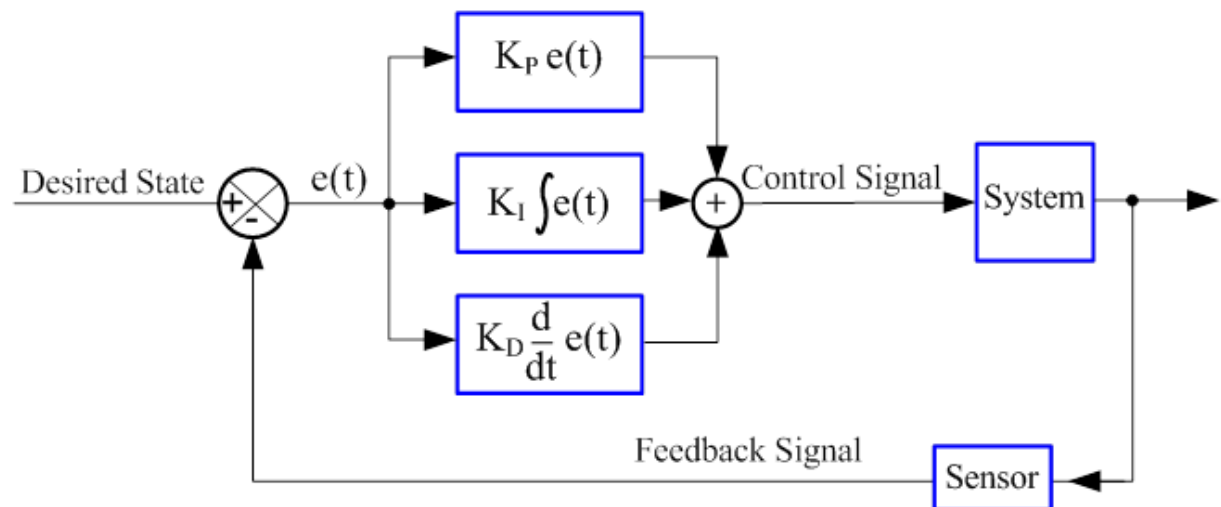 K_P e(t)
Desired State
+
-
e(t)
K_I ∫e(t)
+
Control Signal
System
K_D d/dt e(t)
Feedback Signal
Sensor